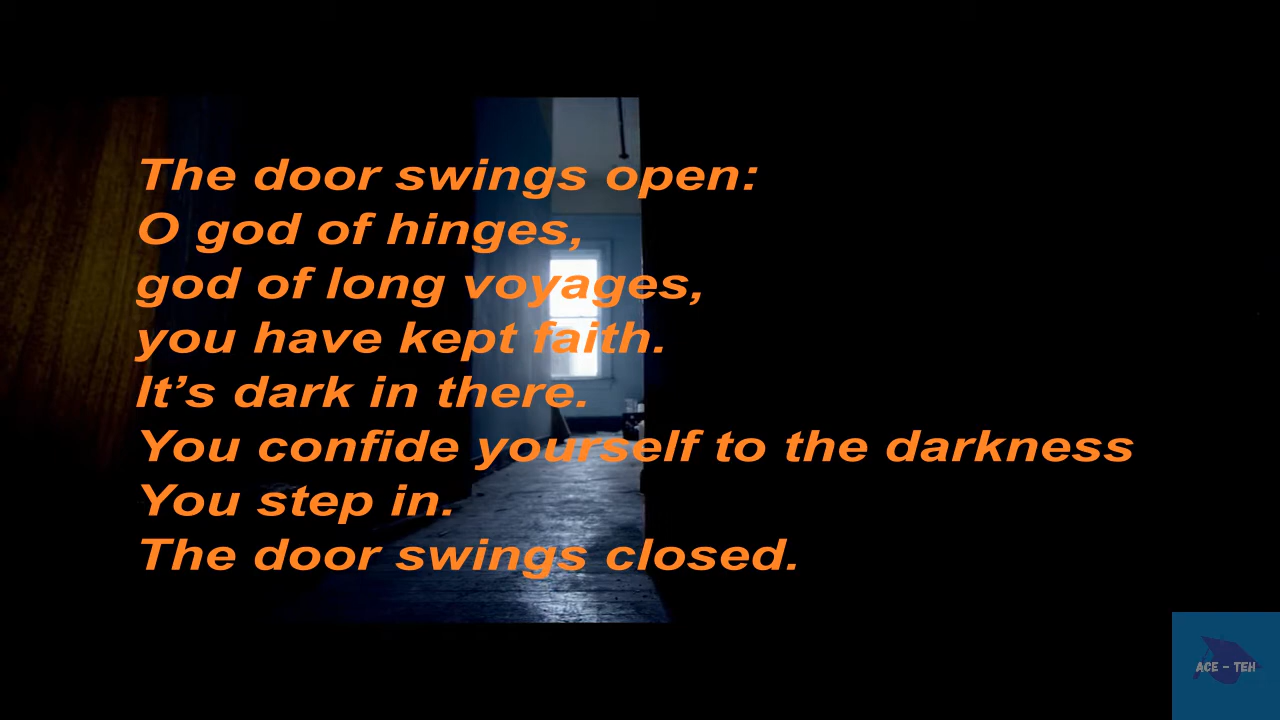 The door swings open:
O god of hinges,
god of long voyages,
you have kept faith.
It’s dark in there.
You confide yourself to the darkness
You step in.
The door swings closed.
ACE - TEH